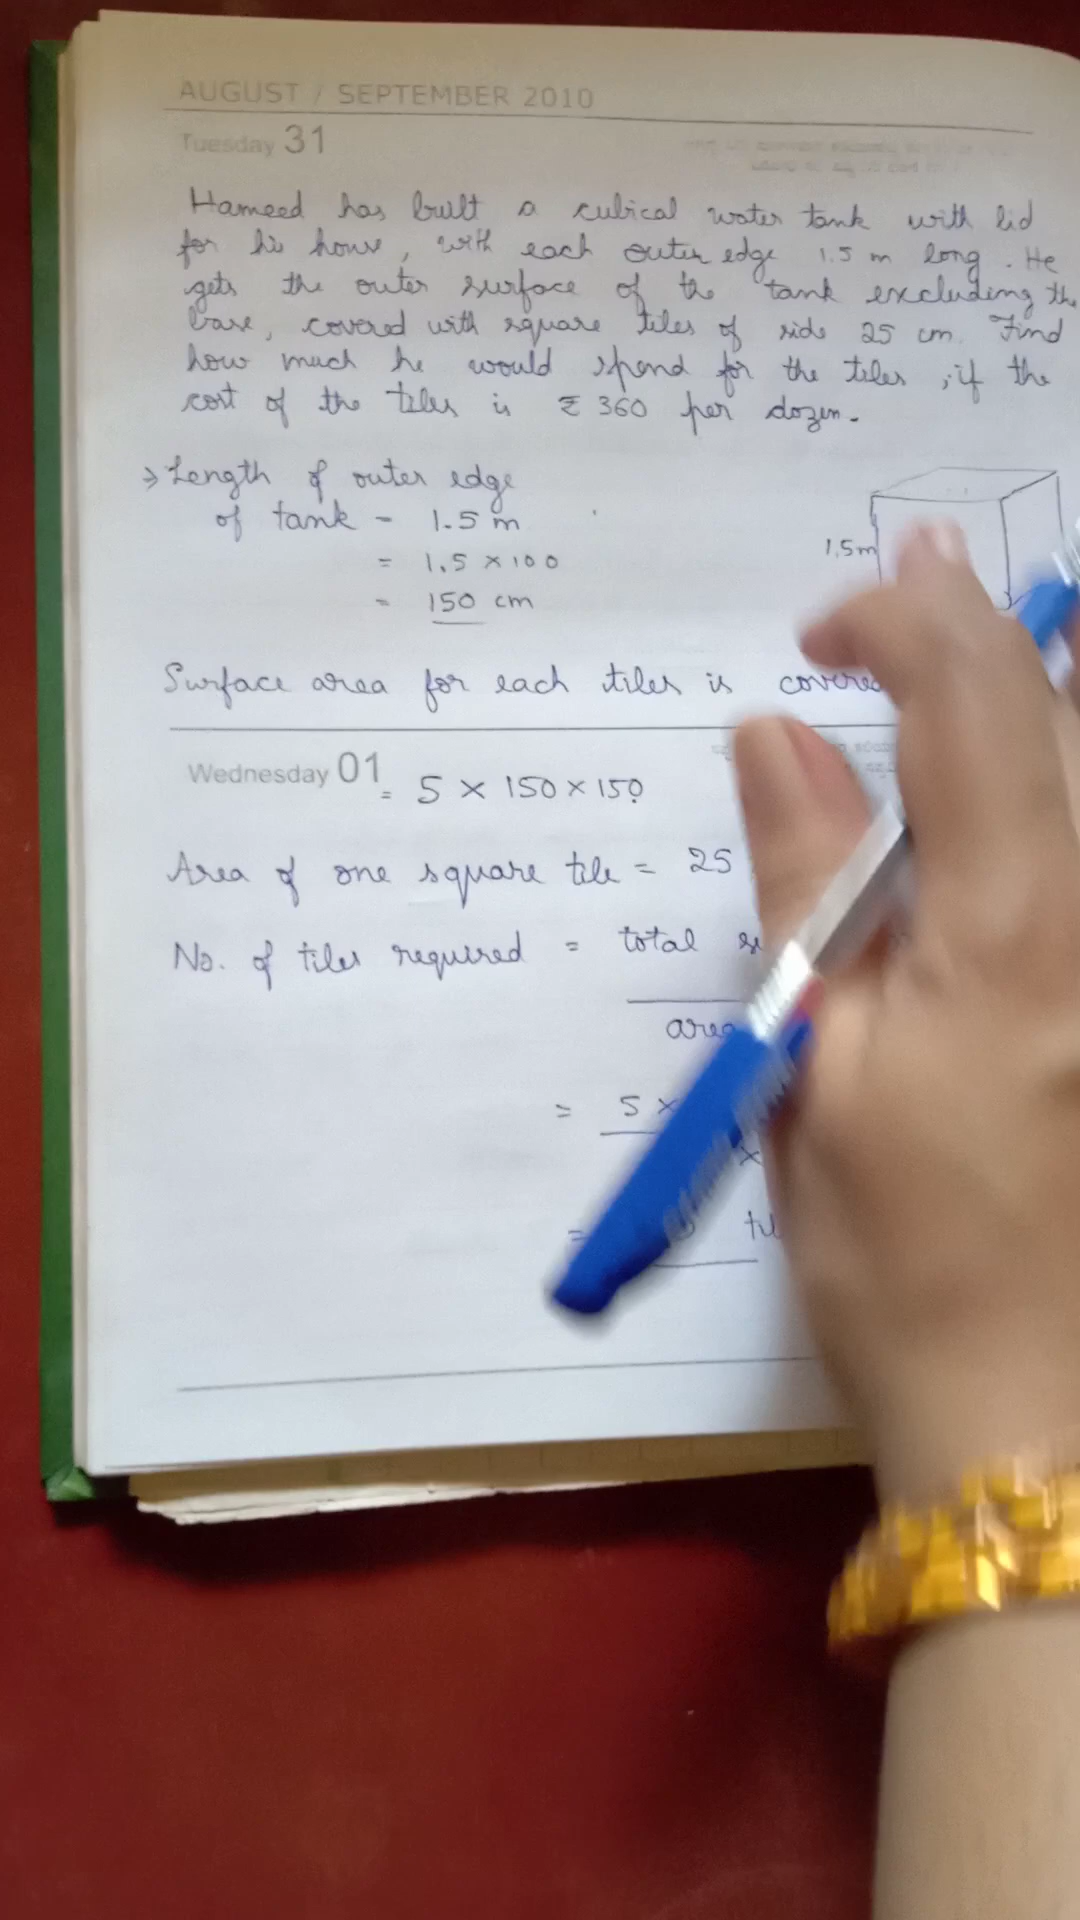 AUGUST / SEPTEMBER 2010
Tuesday 31
Hameed has built a cubical water tank with lid
for his house, with each outer edge 1.5 m long. He
gets the outer surface of the tank excluding the
base, covered with square tiles of side 25 cm. Find
how much he would spend for the tiles, if the
cost of the tiles is ₹ 360 per dozen.
→ Length of outer edge
of tank = 1.5 m
= 1.5 × 100
= 150 cm
1.5m
Surface area for each tiles is covered
Wednesday 01
= 5 × 150 × 150
Area of one square tile = 25
No. of tiles required = total
area
= 5 ×
×
=